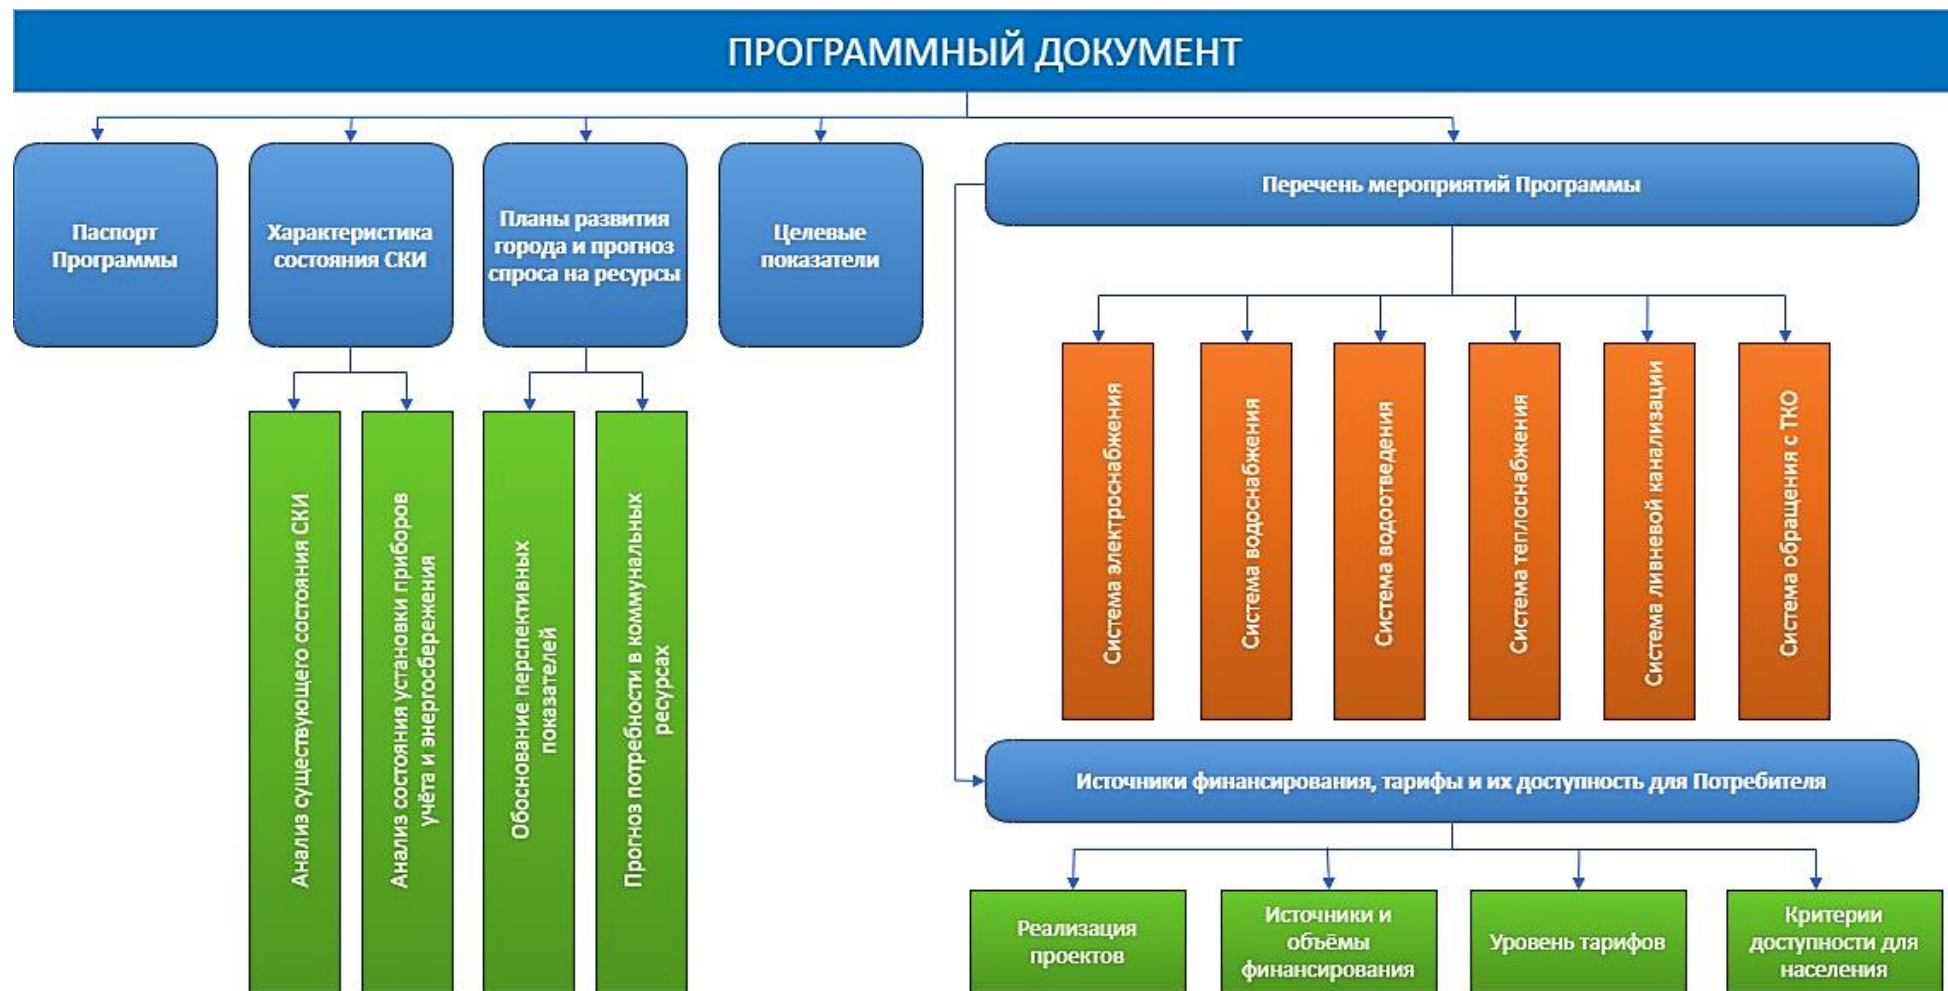 ПРОГРАММНЫЙ ДОКУМЕНТ
Паспорт
Программы
Характеристика
состояния СКИ
Планы развития
города и прогноз
спроса на ресурсы
Целевые
показатели
Перечень мероприятий Программы
Анализ существующего состояния СКИ
Анализ состояния установки приборов
учёта и энергосбережения
Обоснование перспективных
показателей
Прогноз потребности в коммунальных
ресурсах
Система электроснабжения
Система водоснабжения
Система водоотведения
Система теплоснабжения
Система ливневой канализации
Система обращения с ТКО
Источники финансирования, тарифы и их доступность для Потребителя
Реализация
проектов
Источники и
объёмы
финансирования
Уровень тарифов
Критерии
доступности для
населения